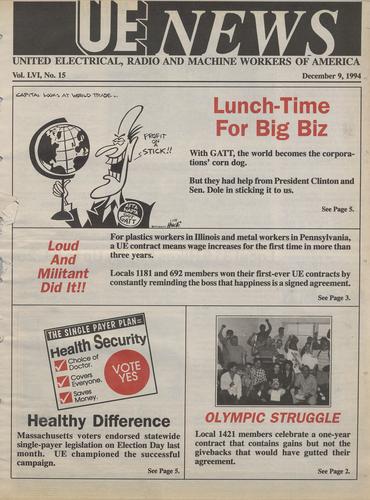 UE NEWS
UNITED ELECTRICAL, RADIO AND MACHINE WORKERS OF AMERICA
Vol. LVI, No. 15
December 9, 1994
CAPITAL LOOKS AT WORLD TRADE...
PROFIT
ON A
STICK!!
GATT
Lunch-Time
For Big Biz
With GATT, the world becomes the corpora-
tions' corn dog.
But they had help from President Clinton and
Sen. Dole in sticking it to us.
See Page 5.
Loud
And
Militant
Did It!!
For plastics workers in Illinois and metal workers in Pennsylvania,
a UE contract means wage increases for the first time in more than
three years.
Locals 1181 and 692 members won their first-ever UE contracts by
constantly reminding the boss that happiness is a signed agreement.
See Page 3.
THE SINGLE PAYER PLAN=
Health Security
Choice of
Doctor.
Covers
Everyone.
Saves
Money.
VOTE
YES
Healthy Difference
Massachusetts voters endorsed statewide
single-payer legislation on Election Day last
month. UE championed the successful
campaign.
See Page 5.
OLYMPIC STRUGGLE
Local 1421 members celebrate a one-year
contract that contains gains but not the
givebacks that would have gutted their
agreement.
See Page 2.